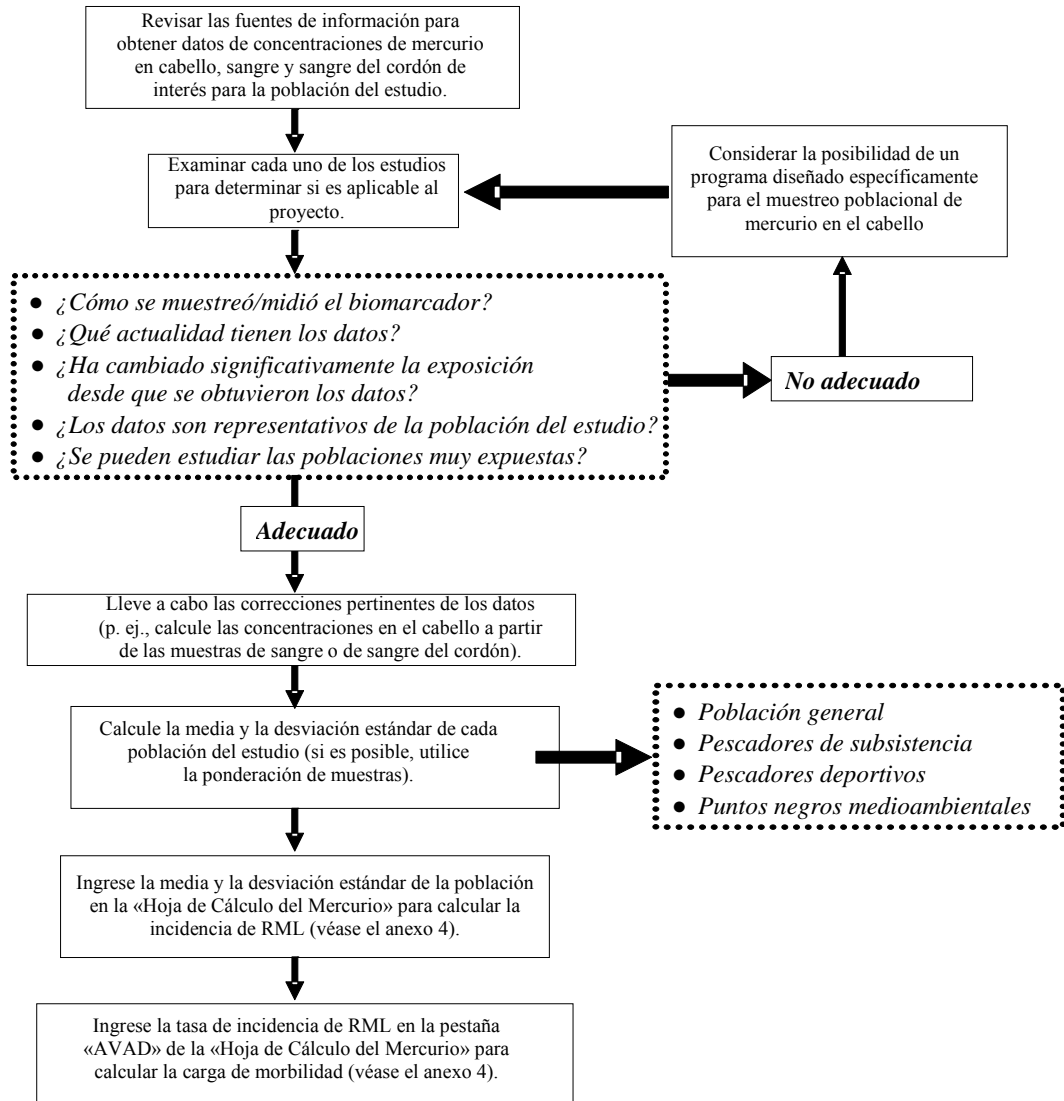 Revisar las fuentes de información para
obtener datos de concentraciones de mercurio
en cabello, sangre y sangre del cordón de
interés para la población del estudio.
Examinar cada uno de los estudios
para determinar si es aplicable al
proyecto.
Considerar la posibilidad de un
programa diseñado específicamente
para el muestreo poblacional de
mercurio en el cabello
● ¿Cómo se muestreó/midió el biomarcador?
● ¿Qué actualidad tienen los datos?
● ¿Ha cambiado significativamente la exposición
desde que se obtuvieron los datos?
● ¿Los datos son representativos de la población del estudio?
● ¿Se pueden estudiar las poblaciones muy expuestas?
No adecuado
Adecuado
Lleve a cabo las correcciones pertinentes de los datos
(p. ej., calcule las concentraciones en el cabello a partir
de las muestras de sangre o de sangre del cordón).
Calcule la media y la desviación estándar de cada
población del estudio (si es posible, utilice
la ponderación de muestras).
● Población general
● Pescadores de subsistencia
● Pescadores deportivos
● Puntos negros medioambientales
Ingrese la media y la desviación estándar de la población
en la «Hoja de Cálculo del Mercurio» para calcular la
incidencia de RML (véase el anexo 4).
Ingrese la tasa de incidencia de RML en la pestaña
«AVAD» de la «Hoja de Cálculo del Mercurio» para
calcular la carga de morbilidad (véase el anexo 4).